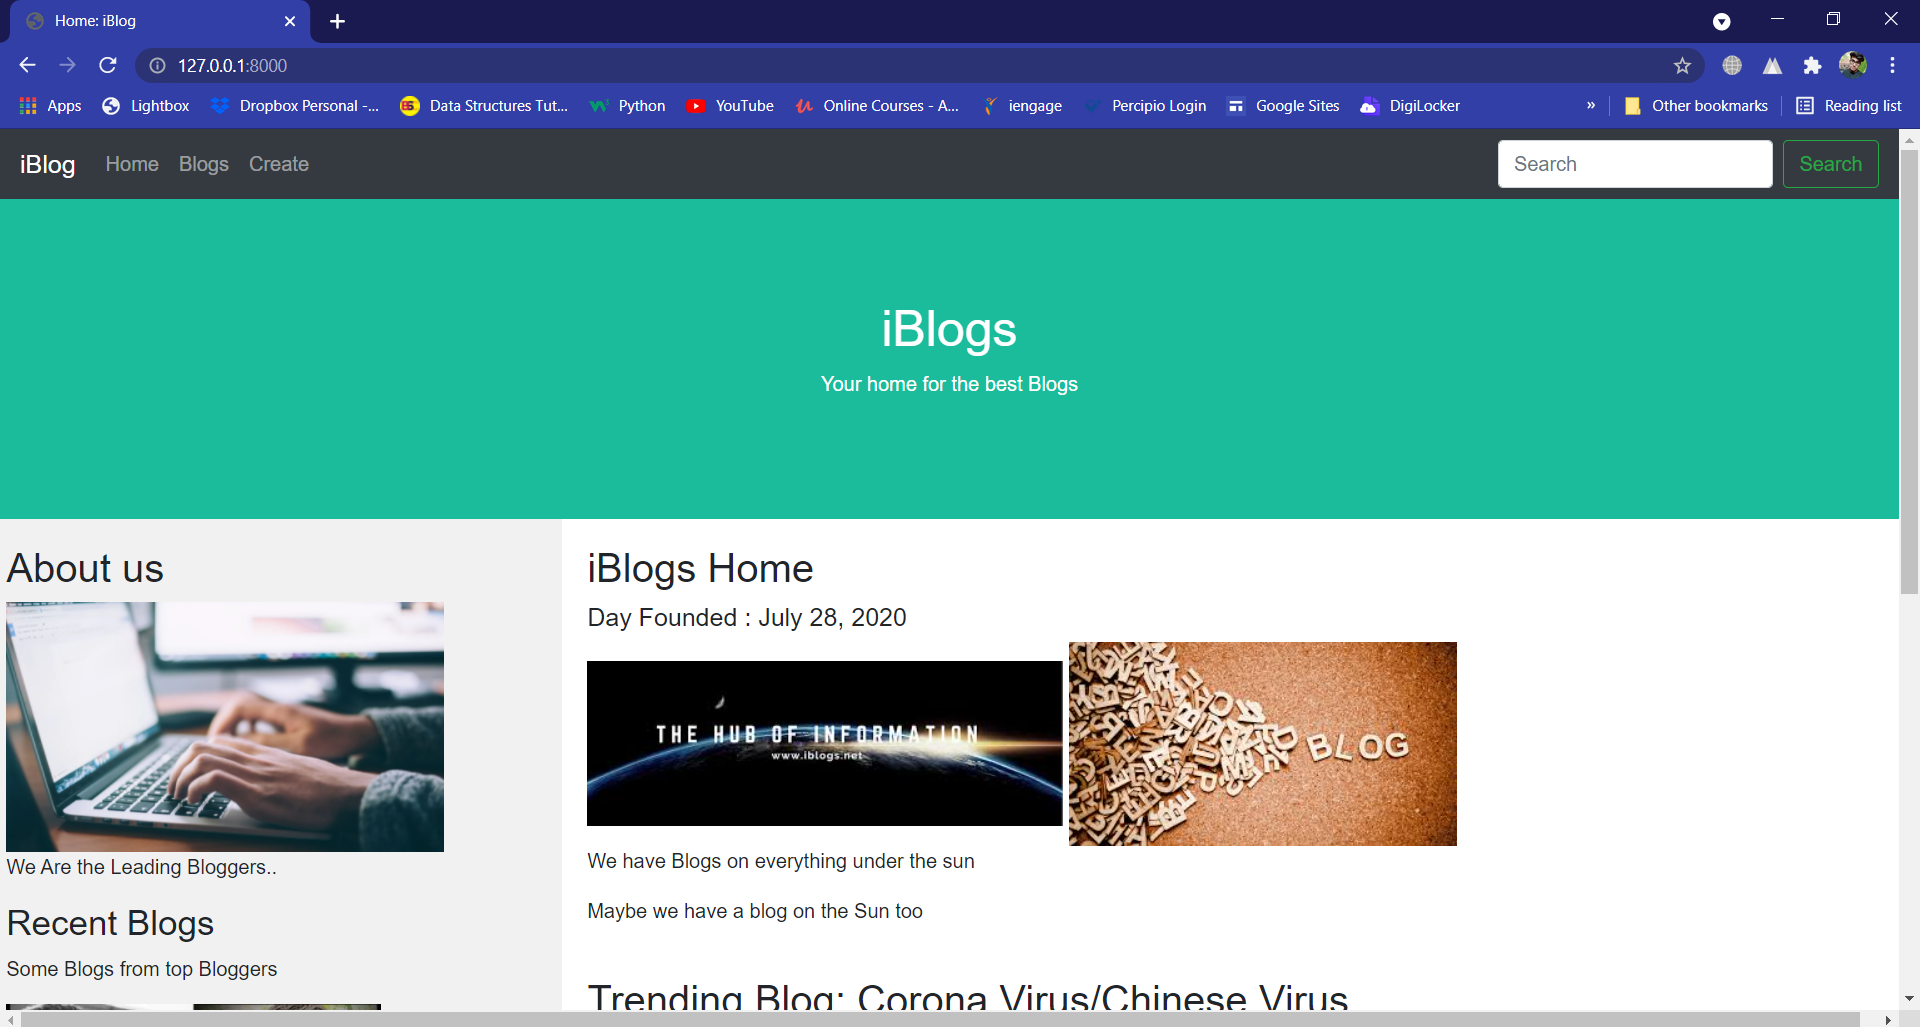 Home: iBlog
127.0.0.1:8000
Apps Lightbox Dropbox Personal -... Data Structures Tut... Python YouTube Online Courses - A... iengage Percipio Login Google Sites DigiLocker » Other bookmarks Reading list
iBlog Home Blogs Create Search Search
iBlogs
Your home for the best Blogs
About us
We Are the Leading Bloggers..
Recent Blogs
Some Blogs from top Bloggers
iBlogs Home
Day Founded : July 28, 2020
THE HUB OF INFORMATION
www.iblogs.net
BLOG
We have Blogs on everything under the sun
Maybe we have a blog on the Sun too
Trending Blog: Corona Virus/Chinese Virus